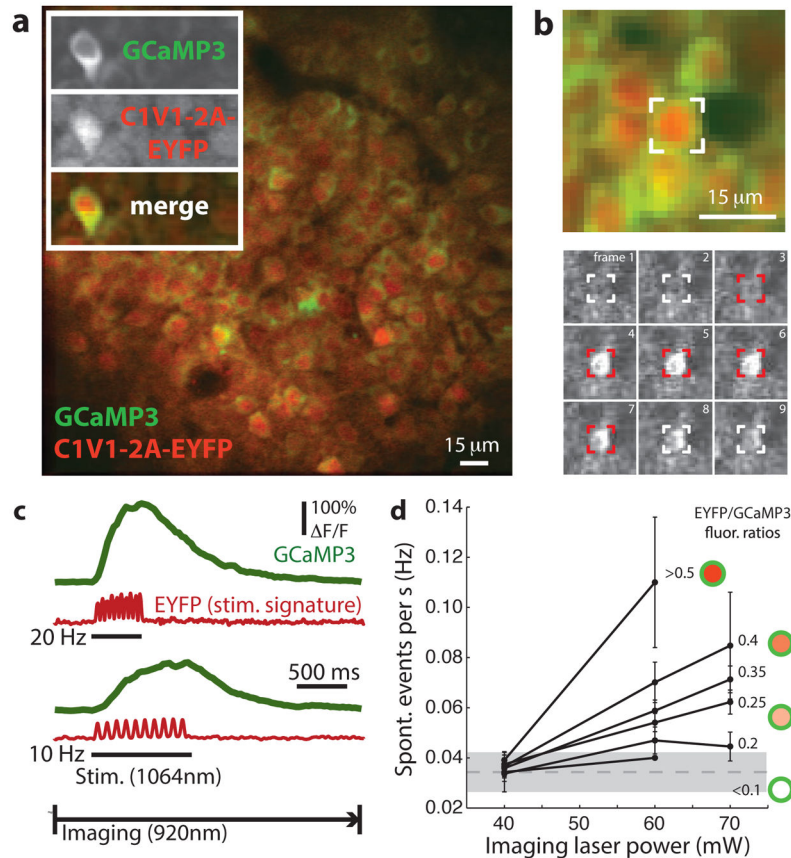 a
GCaMP3
C1V1-2A-
EYFP
merge
GCaMP3
C1V1-2A-EYFP
15 μm
b
15 μm
frame 1
2
3
4
5
6
7
8
9
c
100%
ΔF/F
GCaMP3
EYFP (stim. signature)
20 Hz
500 ms
10 Hz
Stim. (1064nm)
Imaging (920nm)
d
EYFP/GCaMP3
fluor. ratios
0.14
0.12
0.10
0.08
0.06
0.04
0.02
Spont. events per s (Hz)
>0.5
0.4
0.35
0.25
0.2
<0.1
40
50
60
70
Imaging laser power (mW)